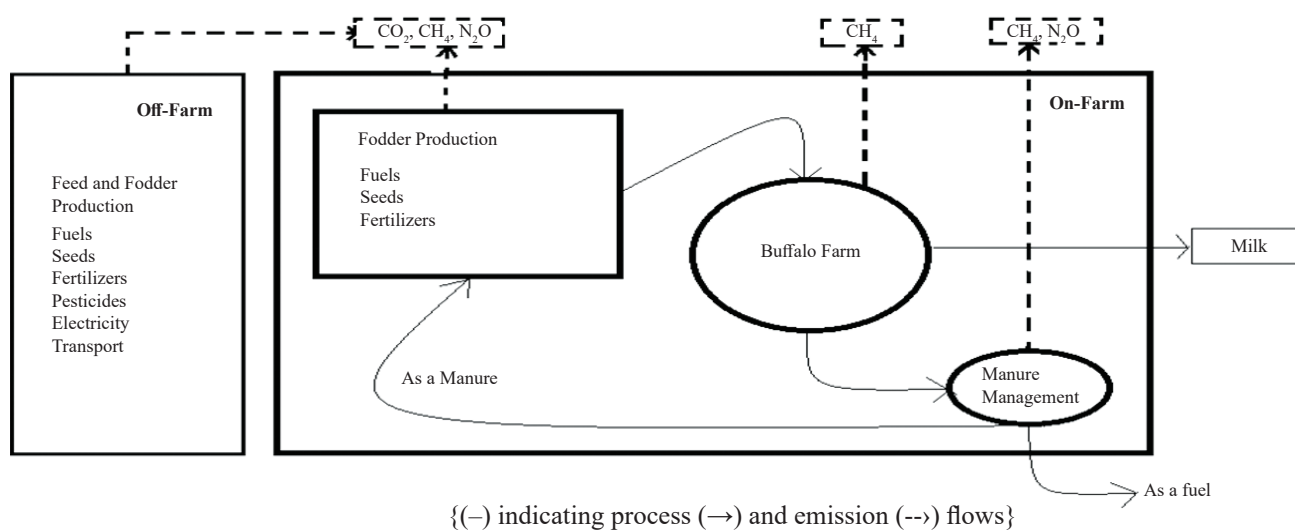 CO₂, CH₄, N₂O
CH₄
CH₄, N₂O
Off-Farm
Feed and Fodder
Production
Fuels
Seeds
Fertilizers
Pesticides
Electricity
Transport
On-Farm
Fodder Production
Fuels
Seeds
Fertilizers
Buffalo Farm
Milk
As a Manure
Manure
Management
As a fuel
{(–) indicating process (→) and emission (-->) flows}